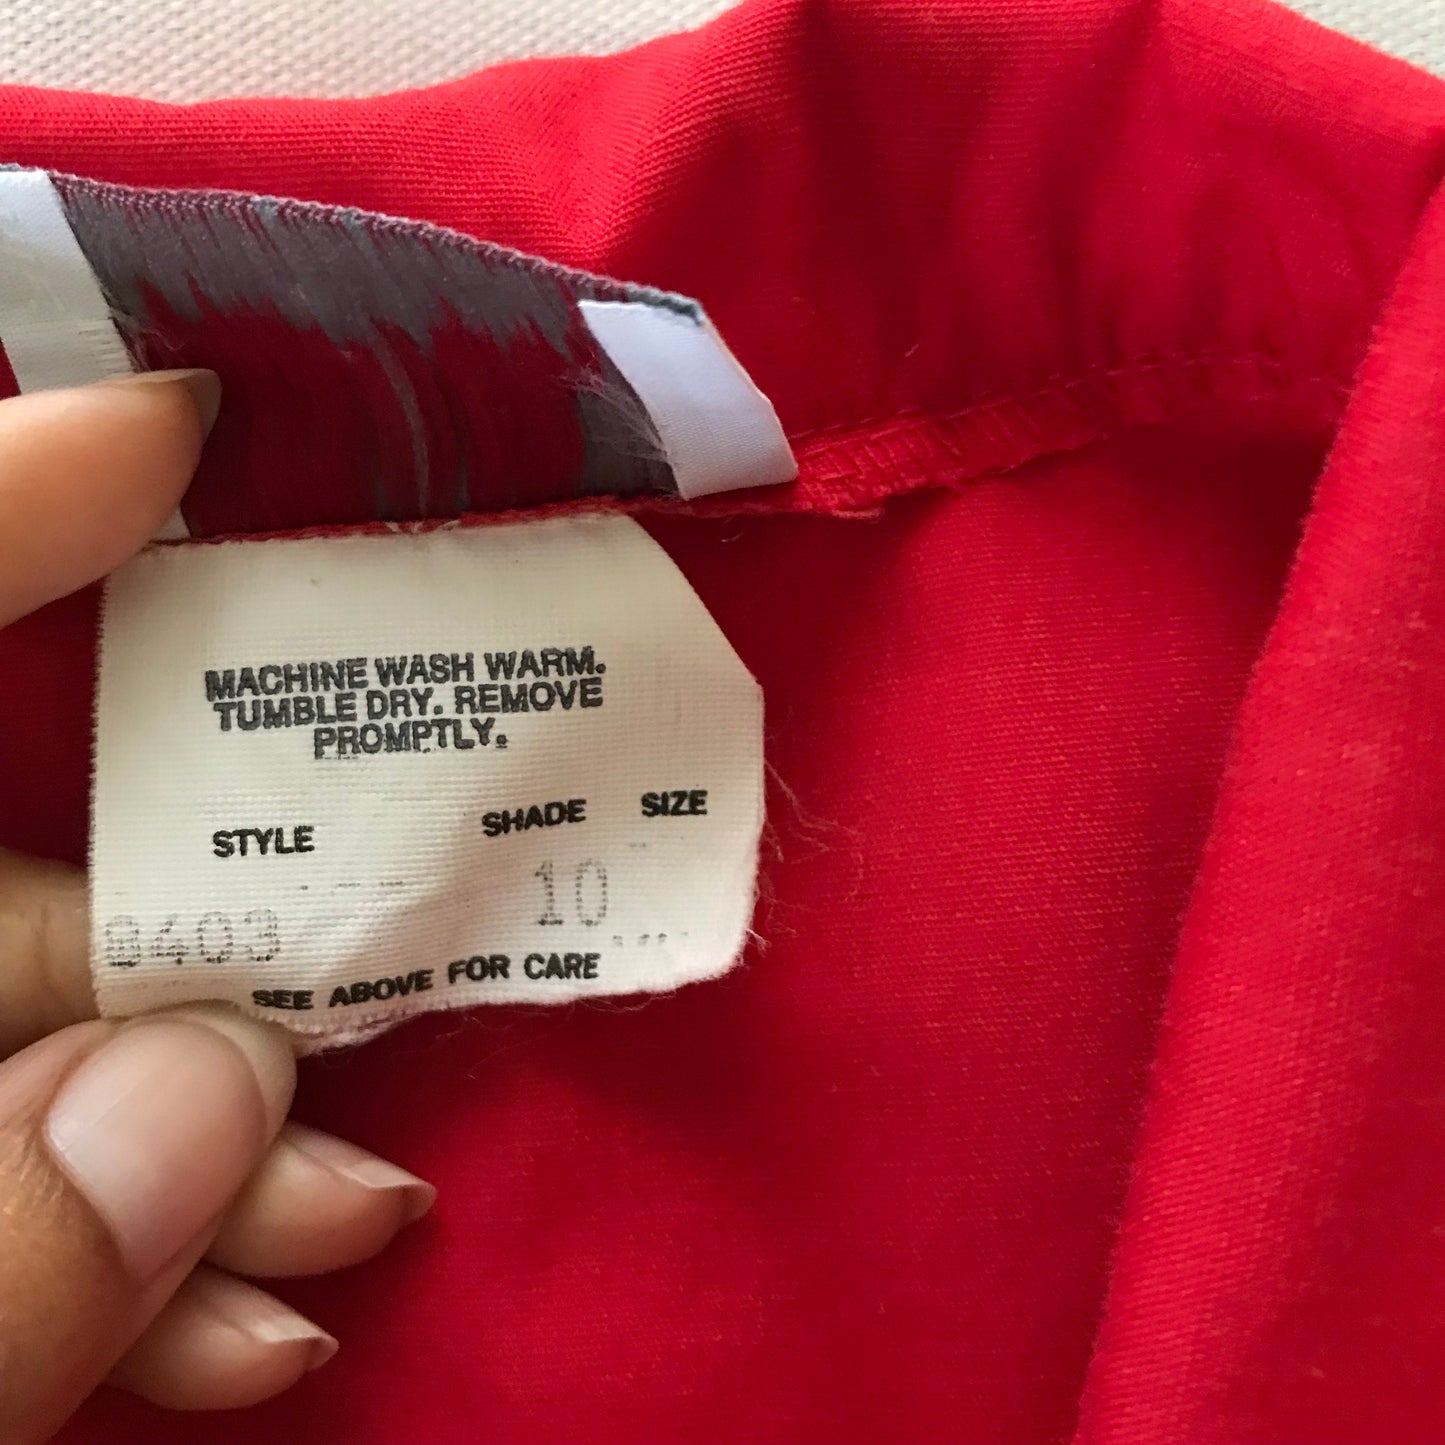 MACHINE WASH WARM.
TUMBLE DRY. REMOVE
PROMPTLY.
STYLE SHADE SIZE
10
SEE ABOVE FOR CARE